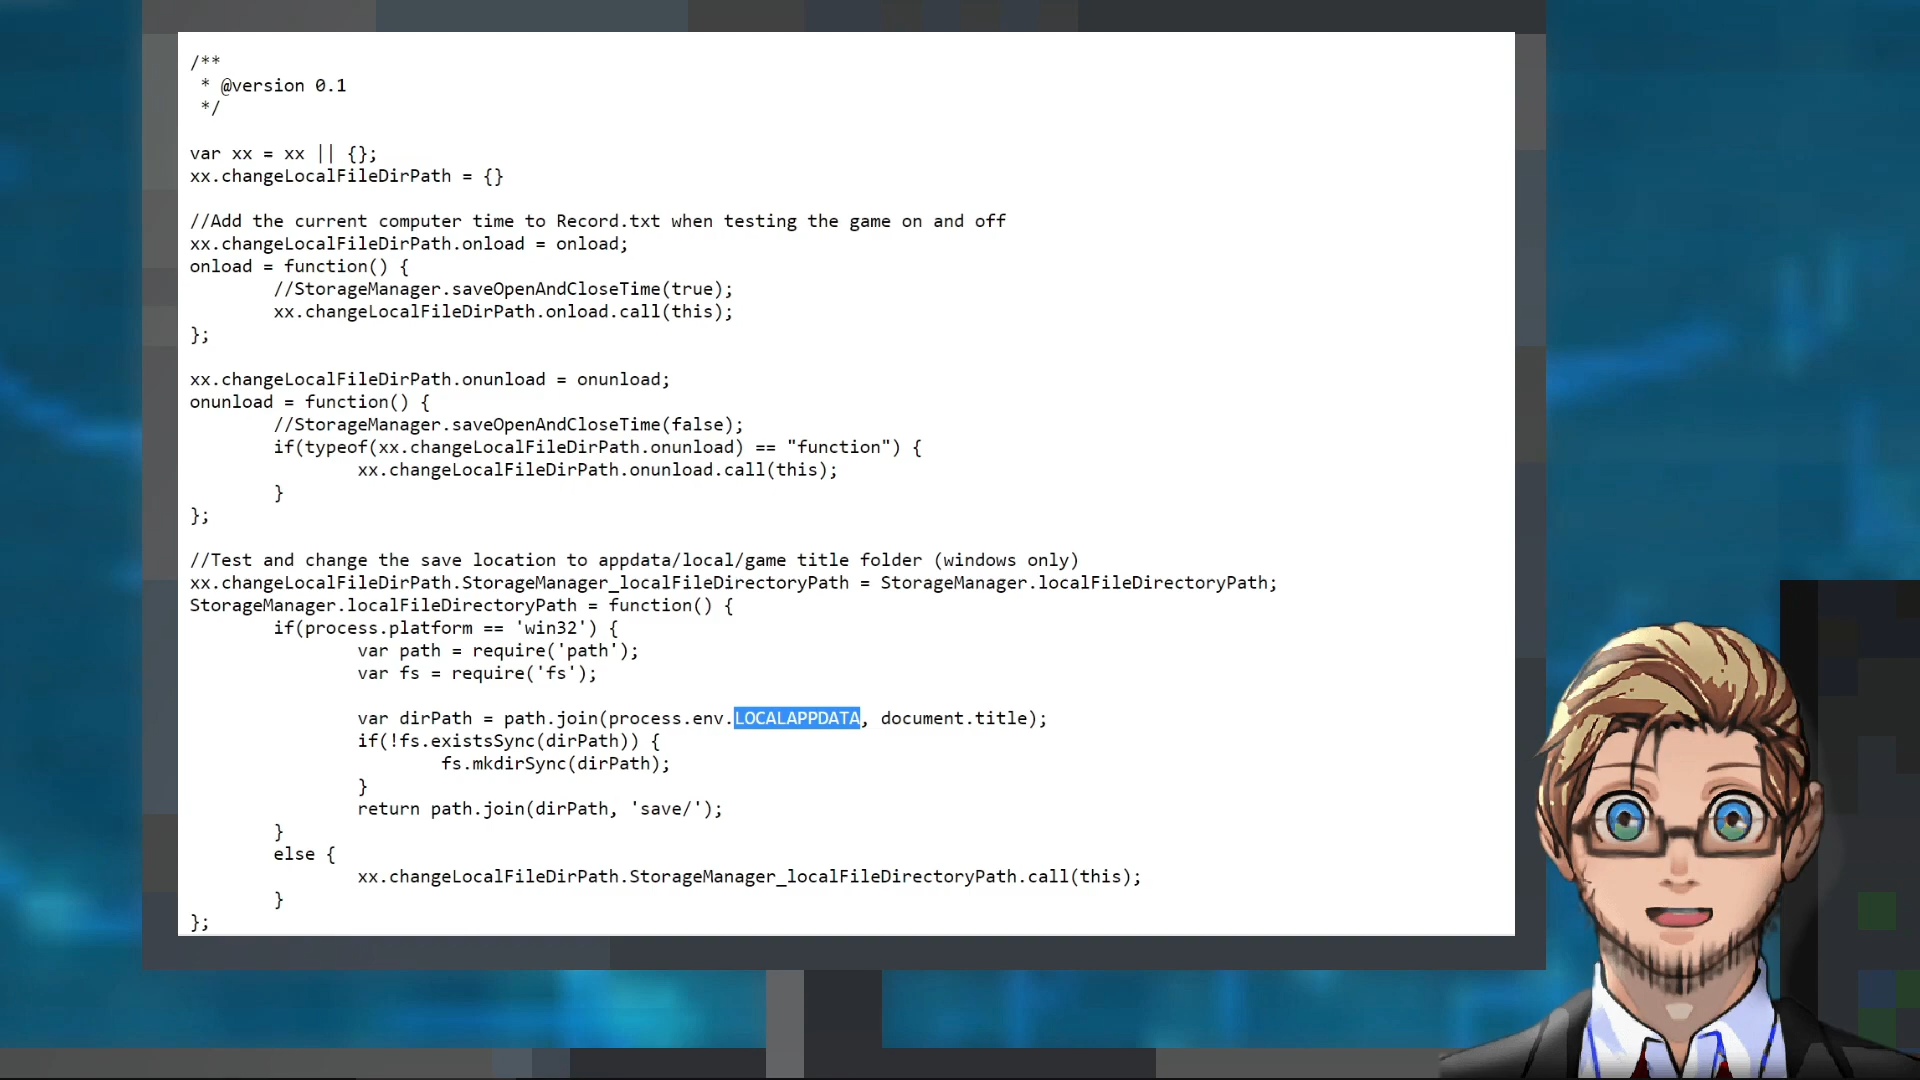 /**
 * @version 0.1
 */
var xx = xx || {};
xx.changeLocalFileDirPath = {}
//Add the current computer time to Record.txt when testing the game on and off
xx.changeLocalFileDirPath.onload = onload;
onload = function() {
        //StorageManager.saveOpenAndCloseTime(true);
        xx.changeLocalFileDirPath.onload.call(this);
};
xx.changeLocalFileDirPath.onunload = onunload;
onunload = function() {
        //StorageManager.saveOpenAndCloseTime(false);
        if(typeof(xx.changeLocalFileDirPath.onunload) == "function") {
                xx.changeLocalFileDirPath.onunload.call(this);
        }
};
//Test and change the save location to appdata/local/game title folder (windows only)
xx.changeLocalFileDirPath.StorageManager_localFileDirectoryPath = StorageManager.localFileDirectoryPath;
StorageManager.localFileDirectoryPath = function() {
        if(process.platform == 'win32') {
                var path = require('path');
                var fs = require('fs');
                var dirPath = path.join(process.env.LOCALAPPDATA, document.title);
                if(!fs.existsSync(dirPath)) {
                        fs.mkdirSync(dirPath);
                }
                return path.join(dirPath, 'save/');
        }
        else {
                xx.changeLocalFileDirPath.StorageManager_localFileDirectoryPath.call(this);
        }
};